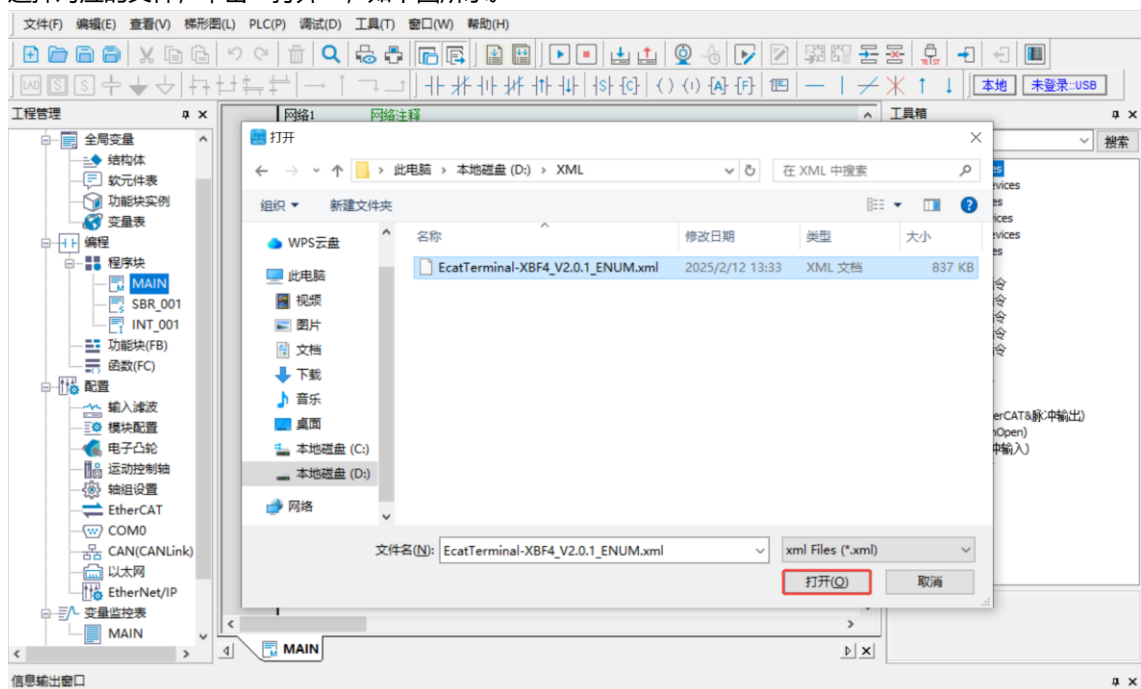 文件(F) 编辑(E) 查看(V) 梯形图(L) PLC(P) 调试(D) 工具(T) 窗口(W) 帮助(H)
本地 未登录::USB
工程管理
全局变量
结构体
软元件表
功能块实例
变量表
编程
程序块
MAIN
SBR_001
INT_001
功能块(FB)
函数(FC)
配置
输入滤波
模块配置
电子凸轮
运动控制轴
轴组设置
EtherCAT
COM0
CAN(CANLink)
以太网
EtherNet/IP
变量监控表
MAIN
网络1 网络注释
打开
此电脑 › 本地磁盘 (D:) › XML
在 XML 中搜索
组织 新建文件夹
名称 修改日期 类型 大小
EcatTerminal-XBF4_V2.0.1_ENUM.xml 2025/2/12 13:33 XML 文档 837 KB
WPS云盘
此电脑
视频
图片
文档
下载
音乐
桌面
本地磁盘 (C:)
本地磁盘 (D:)
网络
文件名(N): EcatTerminal-XBF4_V2.0.1_ENUM.xml xml Files (*.xml)
打开(O) 取消
工具箱
搜索
erCAT&脉冲输出)
nOpen)
中输入)
MAIN
信息输出窗口